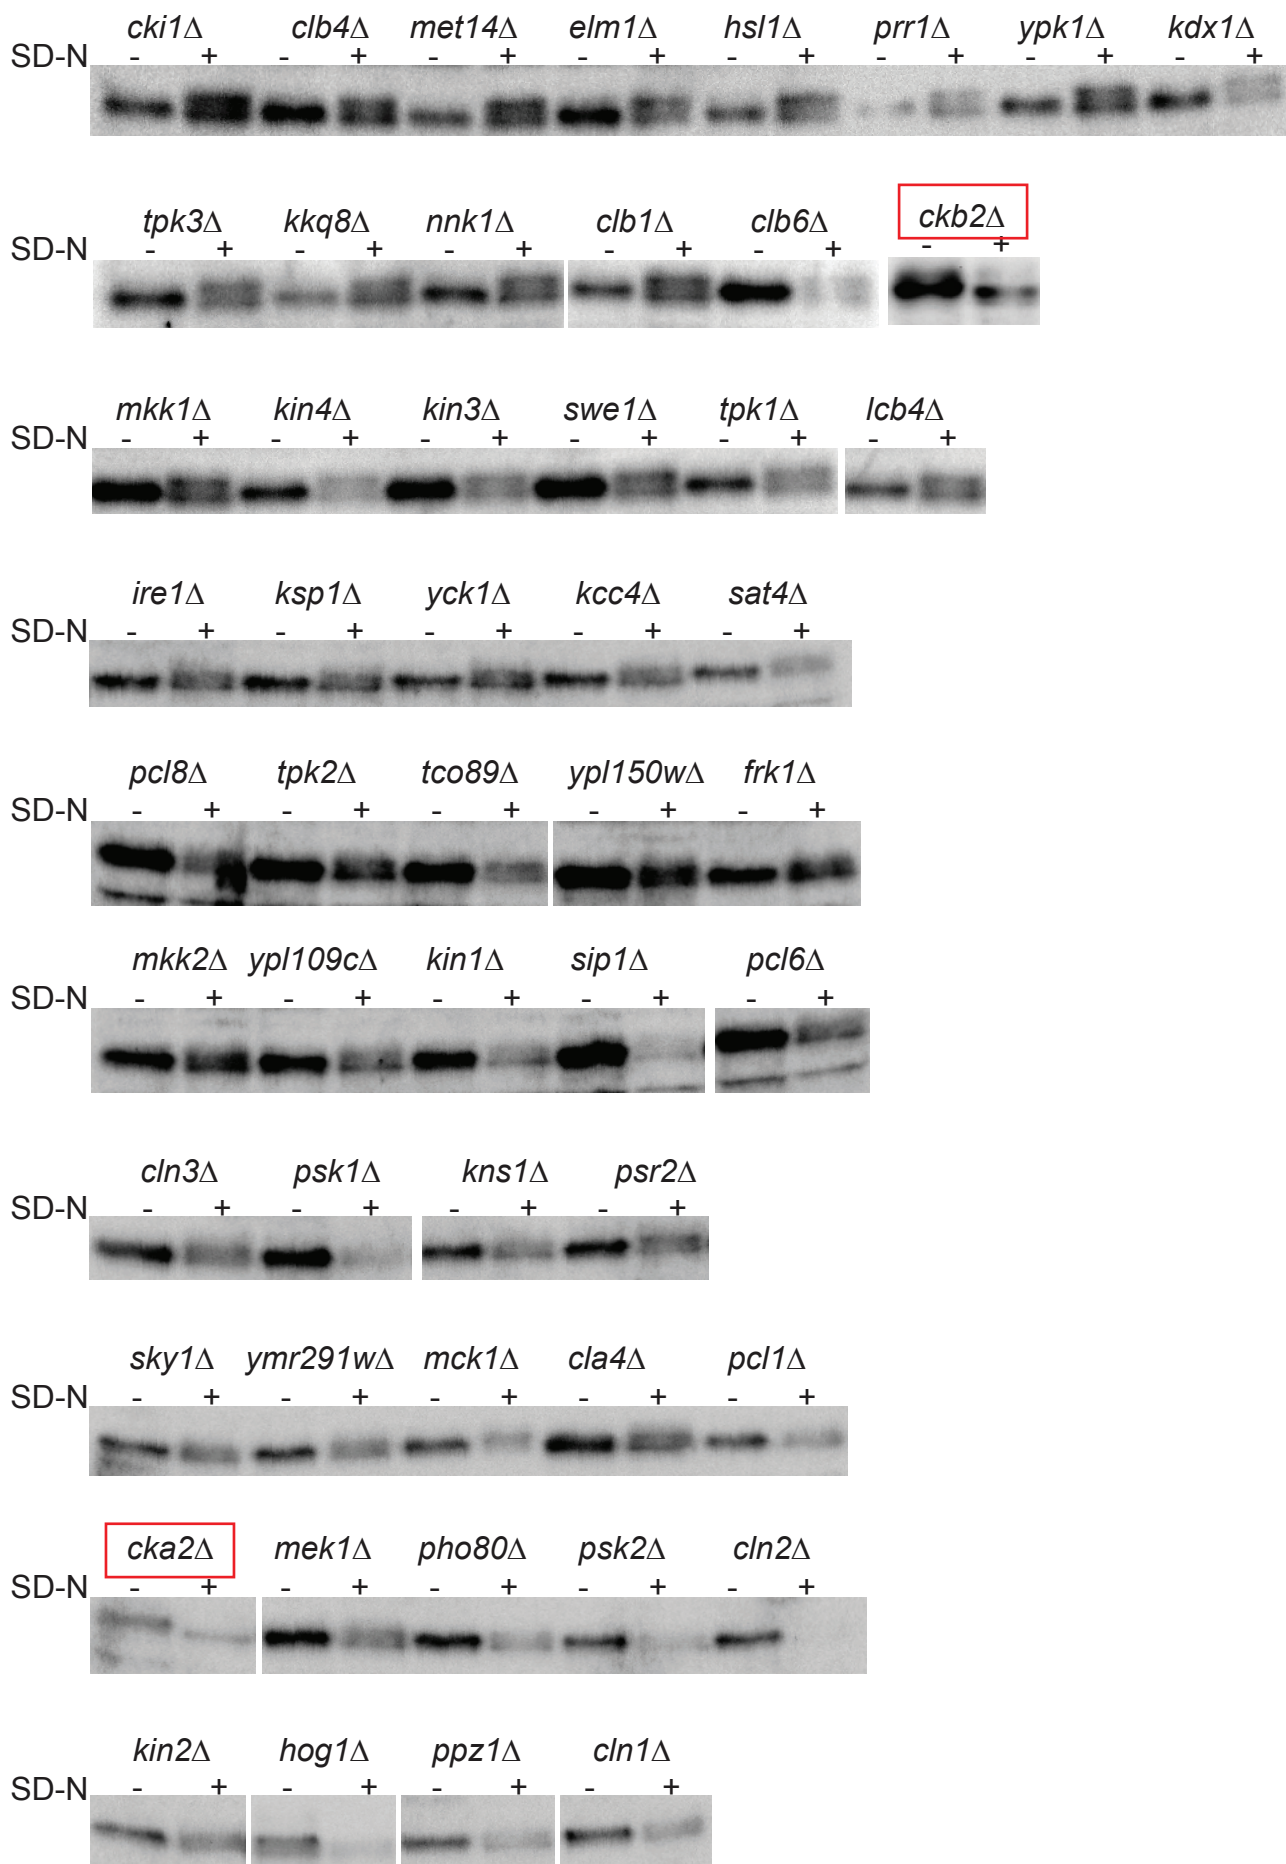 cki1Δ clb4Δ met14Δ elm1Δ hsl1Δ prr1Δ ypk1Δ kdx1Δ
SD-N - + - + - + - + - + - + - + - +
tpk3Δ kkq8Δ nnk1Δ clb1Δ clb6Δ ckb2Δ
SD-N - + - + - + - + - + - +
mkk1Δ kin4Δ kin3Δ swe1Δ tpk1Δ lcb4Δ
SD-N - + - + - + - + - + - +
ire1Δ ksp1Δ yck1Δ kcc4Δ sat4Δ
SD-N - + - + - + - + - +
pcl8Δ tpk2Δ tco89Δ ypl150wΔ frk1Δ
SD-N - + - + - + - + - +
mkk2Δ ypl109cΔ kin1Δ sip1Δ pcl6Δ
SD-N - + - + - + - + - +
cln3Δ psk1Δ kns1Δ psr2Δ
SD-N - + - + - + - +
sky1Δ ymr291wΔ mck1Δ cla4Δ pcl1Δ
SD-N - + - + - + - + - +
cka2Δ mek1Δ pho80Δ psk2Δ cln2Δ
SD-N - + - + - + - + - +
kin2Δ hog1Δ ppz1Δ cln1Δ
SD-N - + - + - + - +